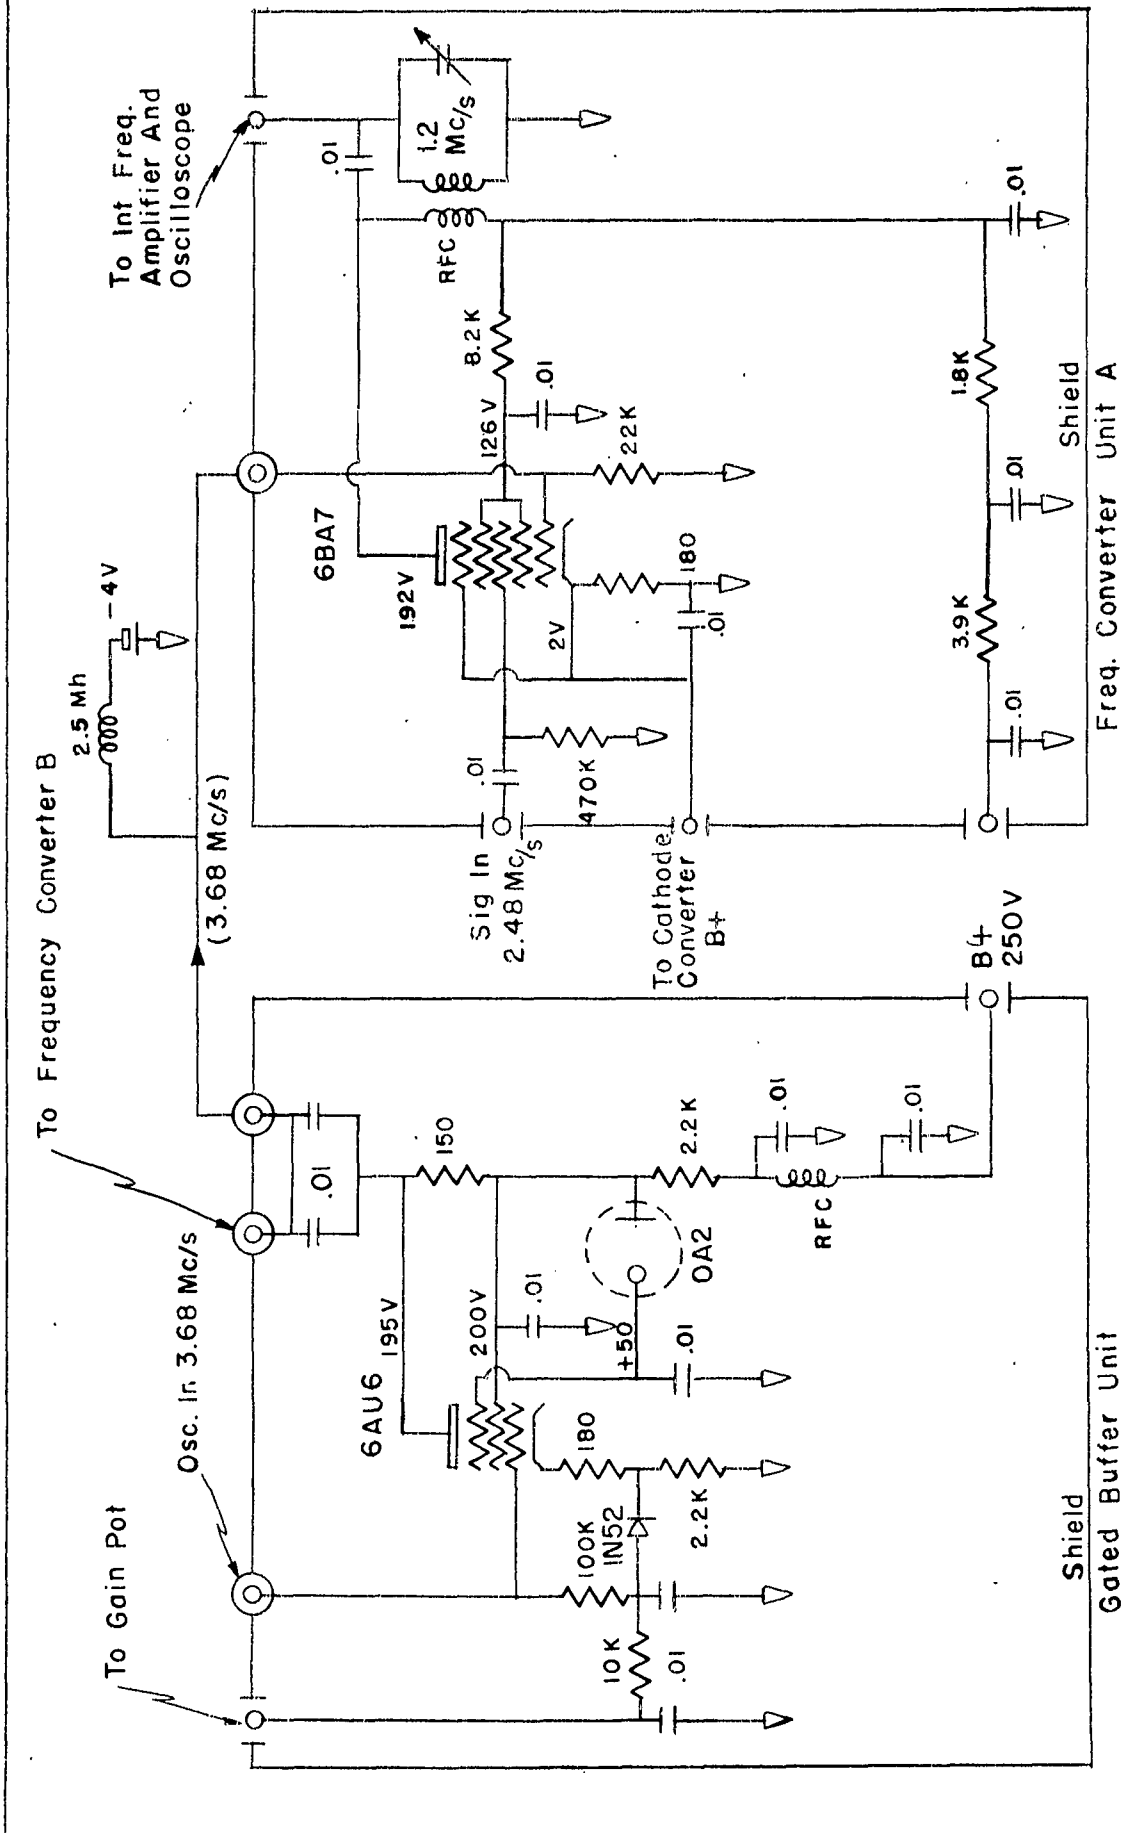 To Gain Pot
Osc. In 3.68 Mc/s
To Frequency Converter B
(3.68 Mc/s)
2.5 Mh
-4V
To Int Freq.
Amplifier And
Oscilloscope
6AU6
195V
200V
.01
150
.01
+50
.01
OA2
2.2K
RFC
.01
.01
180
2.2K
100K
1N52
10K
.01
B+
250V
Shield
Gated Buffer Unit
6BA7
192V
126V
8.2K
.01
RFC
.01
1.2
Mc/s
22K
2V
180
.01
Sig In
2.48 Mc/s
.01
470K
To Cathode
Converter
B+
3.9K
1.8K
.01
.01
.01
Shield
Freq. Converter Unit A